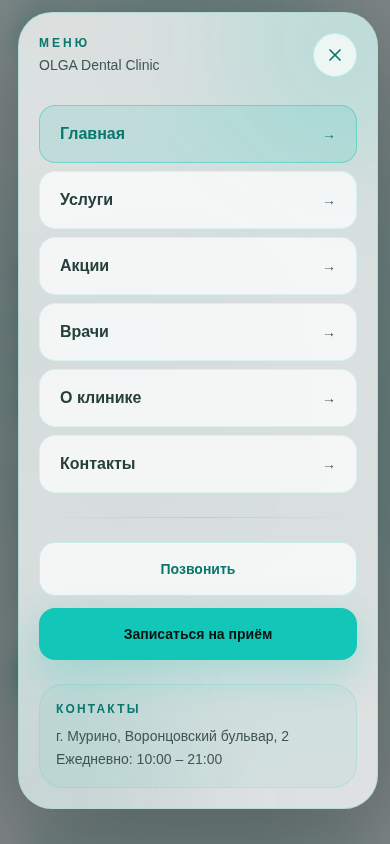 МЕНЮ
OLGA Dental Clinic
Главная →
Услуги →
Акции →
Врачи →
О клинике →
Контакты →
Позвонить
Записаться на приём
КОНТАКТЫ
г. Мурино, Воронцовский бульвар, 2
Ежедневно: 10:00 – 21:00